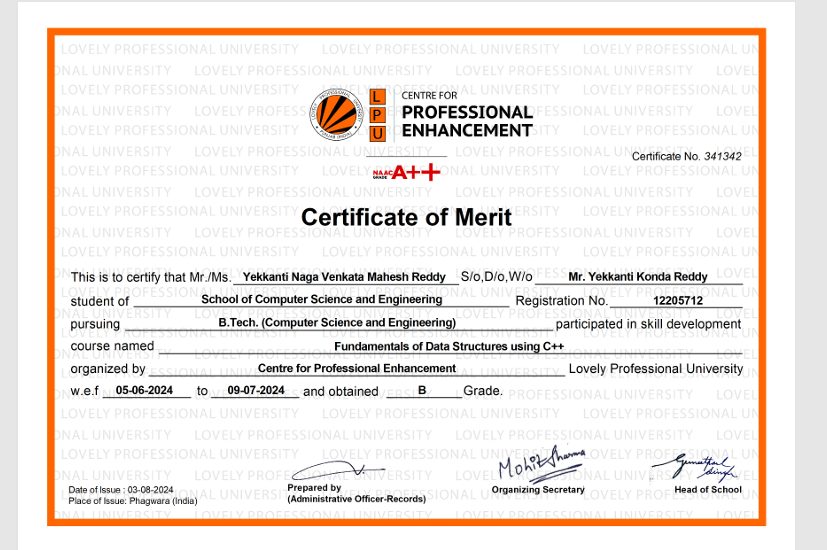 LOVELY PROFESSIONAL UNIVERSITY
L
P
U
CENTRE FOR
PROFESSIONAL
ENHANCEMENT
Certificate No. 341342
NAAC
GRADE A++
Certificate of Merit
This is to certify that Mr./Ms. Yekkanti Naga Venkata Mahesh Reddy S/o,D/o,W/o Mr. Yekkanti Konda Reddy
student of School of Computer Science and Engineering Registration No. 12205712
pursuing B.Tech. (Computer Science and Engineering) participated in skill development
course named Fundamentals of Data Structures using C++
organized by Centre for Professional Enhancement Lovely Professional University
w.e.f 05-06-2024 to 09-07-2024 and obtained B Grade.
Mohit Sharma
Date of Issue : 03-08-2024
Place of Issue: Phagwara (India)
Prepared by
(Administrative Officer-Records)
Organizing Secretary
Head of School